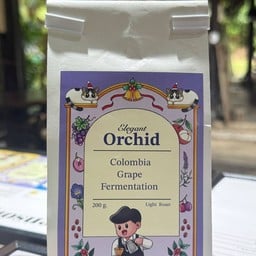 Elegant
Orchid
Colombia
Grape
Fermentation
200 g.
Light Roast